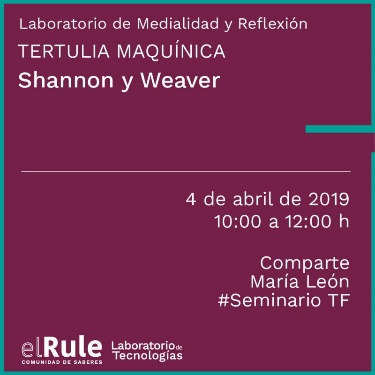 Laboratorio de Medialidad y Reflexión
TERTULIA MAQUÍNICA
Shannon y Weaver
4 de abril de 2019
10:00 a 12:00 h
Comparte
María León
#Seminario TF
elRule
COMUNIDAD DE SABERES
Laboratorio de
Tecnologías